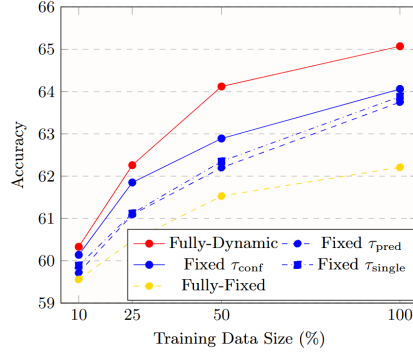 66
65
64
63
62
61
60
59
Accuracy
Fully-Dynamic Fixed τpred
Fixed τconf Fixed τsingle
Fully-Fixed
10 25 50 100
Training Data Size (%)